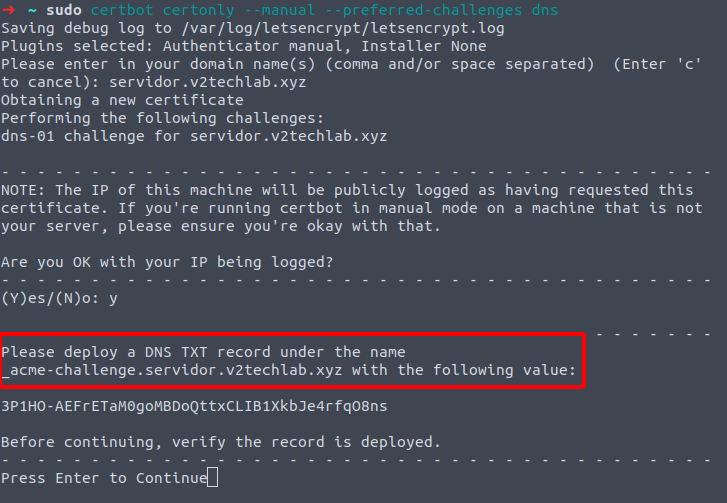 ➜ ~ sudo certbot certonly --manual --preferred-challenges dns
Saving debug log to /var/log/letsencrypt/letsencrypt.log
Plugins selected: Authenticator manual, Installer None
Please enter in your domain name(s) (comma and/or space separated)  (Enter 'c'
to cancel): servidor.v2techlab.xyz
Obtaining a new certificate
Performing the following challenges:
dns-01 challenge for servidor.v2techlab.xyz
- - - - - - - - - - - - - - - - - - - - - - - - - - - - - - - - - - - - - - - -
NOTE: The IP of this machine will be publicly logged as having requested this
certificate. If you're running certbot in manual mode on a machine that is not
your server, please ensure you're okay with that.
Are you OK with your IP being logged?
- - - - - - - - - - - - - - - - - - - - - - - - - - - - - - - - - - - - - - - -
(Y)es/(N)o: y
- - - - - - -
Please deploy a DNS TXT record under the name
_acme-challenge.servidor.v2techlab.xyz with the following value:
3P1HO-AEFrETaM0goMBDoQttxCLIB1XkbJe4rfqO8ns
Before continuing, verify the record is deployed.
- - - - - - - - - - - - - - - - - - - - - - - - - - - - - - - - - - - - - - - -
Press Enter to Continue